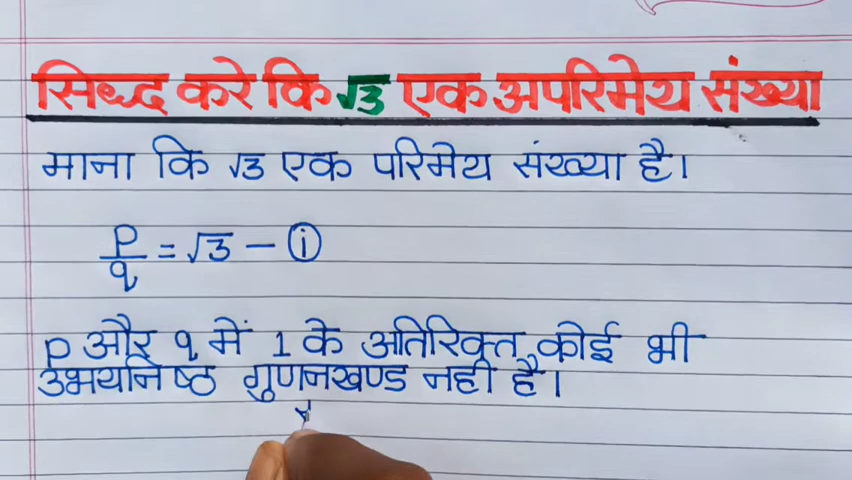 सिध्द करे कि √3 एक अपरिमेय संख्या
माना कि √3 एक परिमेय संख्या है।
p/q = √3 – ⓘ
p और q में 1 के अतिरिक्त कोई भी
उभयनिष्ठ गुणनखण्ड नही है।